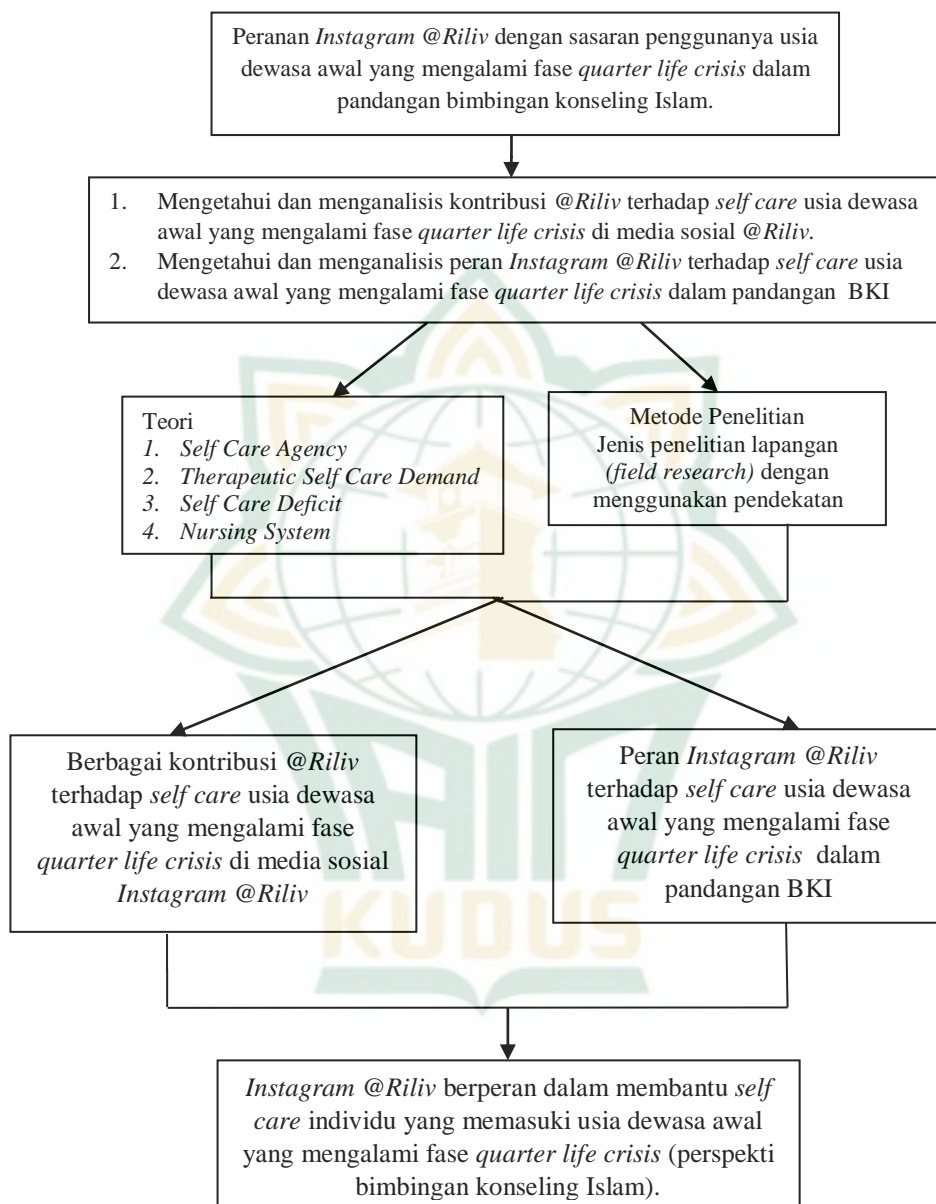 Peranan Instagram @Riliv dengan sasaran penggunanya usia
dewasa awal yang mengalami fase quarter life crisis dalam
pandangan bimbingan konseling Islam.
1. Mengetahui dan menganalisis kontribusi @Riliv terhadap self care usia dewasa
awal yang mengalami fase quarter life crisis di media sosial @Riliv.
2. Mengetahui dan menganalisis peran Instagram @Riliv terhadap self care usia
dewasa awal yang mengalami fase quarter life crisis dalam pandangan BKI
Teori
1. Self Care Agency
2. Therapeutic Self Care Demand
3. Self Care Deficit
4. Nursing System
Metode Penelitian
Jenis penelitian lapangan
(field research) dengan
menggunakan pendekatan
Berbagai kontribusi @Riliv
terhadap self care usia dewasa
awal yang mengalami fase
quarter life crisis di media sosial
Instagram @Riliv
Peran Instagram @Riliv
terhadap self care usia dewasa
awal yang mengalami fase
quarter life crisis dalam
pandangan BKI
IAIN
KUDUS
Instagram @Riliv berperan dalam membantu self
care individu yang memasuki usia dewasa awal
yang mengalami fase quarter life crisis (perspekti
bimbingan konseling Islam).